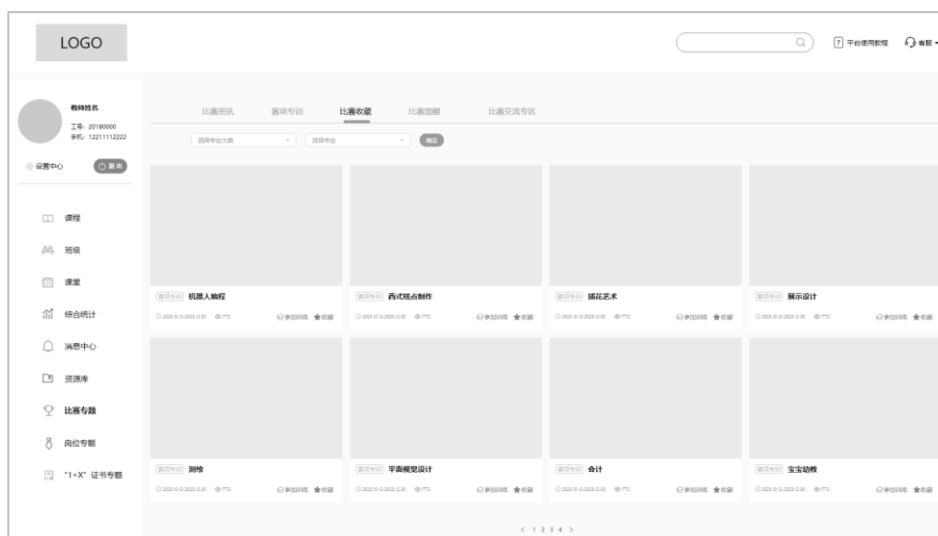 LOGO
平台使用教程
客服
教师姓名
工号：20180000
手机：12211112222
设置中心
退出
比赛资讯 赛项专训 比赛收藏 比赛提醒 比赛交流专区
选择专业大类 选择专业 确定
课程
班级
课堂
综合统计
消息中心
资源库
比赛专题
岗位专题
"1+X" 证书专题
赛项专训 机器人编程
参加训练 收藏
赛项专训 西式糕点制作
参加训练 收藏
赛项专训 插花艺术
参加训练 收藏
赛项专训 展示设计
参加训练 收藏
赛项专训 测绘
参加训练 收藏
赛项专训 平面视觉设计
参加训练 收藏
赛项专训 会计
参加训练 收藏
赛项专训 宝宝幼教
参加训练 收藏
< 1 2 3 4 >